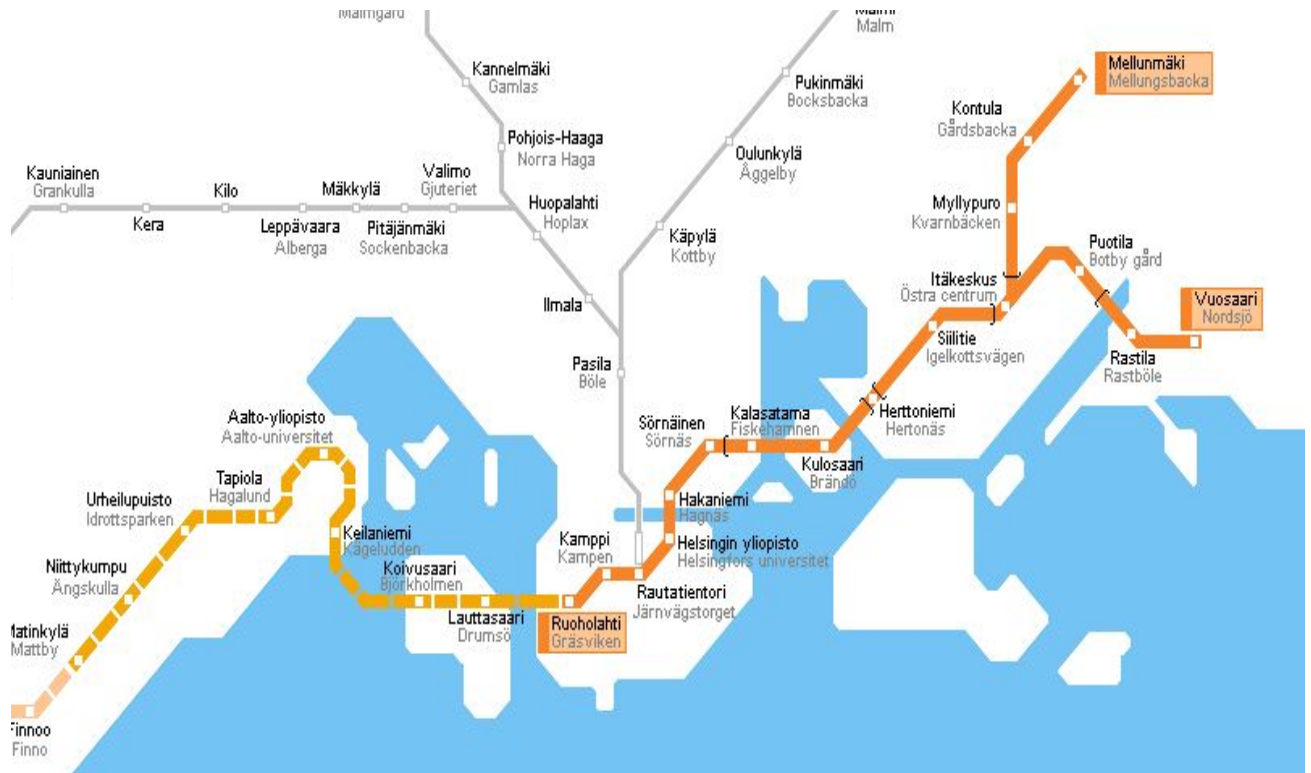 Malmgård
Malmi
Malm
Kannelmäki
Gamlas
Pukinmäki
Bocksbacka
Mellunmäki
Mellungsbacka
Kontula
Gårdsbacka
Pohjois-Haaga
Norra Haga
Oulunkylä
Åggelby
Kauniainen
Grankulla
Kera
Kilo
Leppävaara
Alberga
Mäkkylä
Pitäjänmäki
Sockenbacka
Valimo
Gjuteriet
Huopalahti
Hoplax
Käpylä
Kottby
Myllypuro
Kvarnbäcken
Puotila
Botby gård
Itäkeskus
Östra centrum
Ilmala
Vuosaari
Nordsjö
Siilitie
Igelkottsvägen
Rastila
Rastböle
Pasila
Böle
Aalto-yliopisto
Aalto-universitet
Sörnäinen
Sörnäs
Kalasatama
Fiskehamnen
Herttoniemi
Hertonäs
Kulosaari
Brändö
Tapiola
Hagalund
Urheilupuisto
Idrottsparken
Hakaniemi
Hagnäs
Keilaniemi
Kägeludden
Kamppi
Kampen
Helsingin yliopisto
Helsingfors universitet
Niittykumpu
Ängskulla
Koivusaari
Björkholmen
Rautatientori
Järnvägstorget
Lauttasaari
Drumsö
Ruoholahti
Gräsviken
Matinkylä
Mattby
Finnoo
Finno